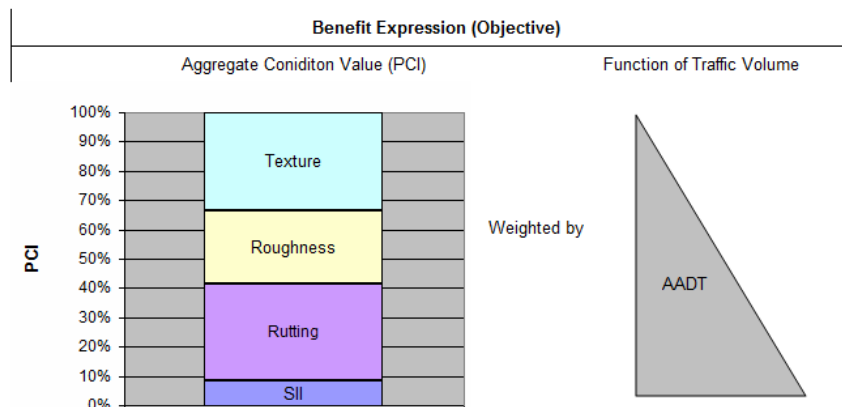 Benefit Expression (Objective)
Aggregate Coniditon Value (PCI)
Function of Traffic Volume
100%
90%
80%
70%
60%
50%
40%
30%
20%
10%
0%
PCI
Texture
Roughness
Rutting
SII
Weighted by
AADT